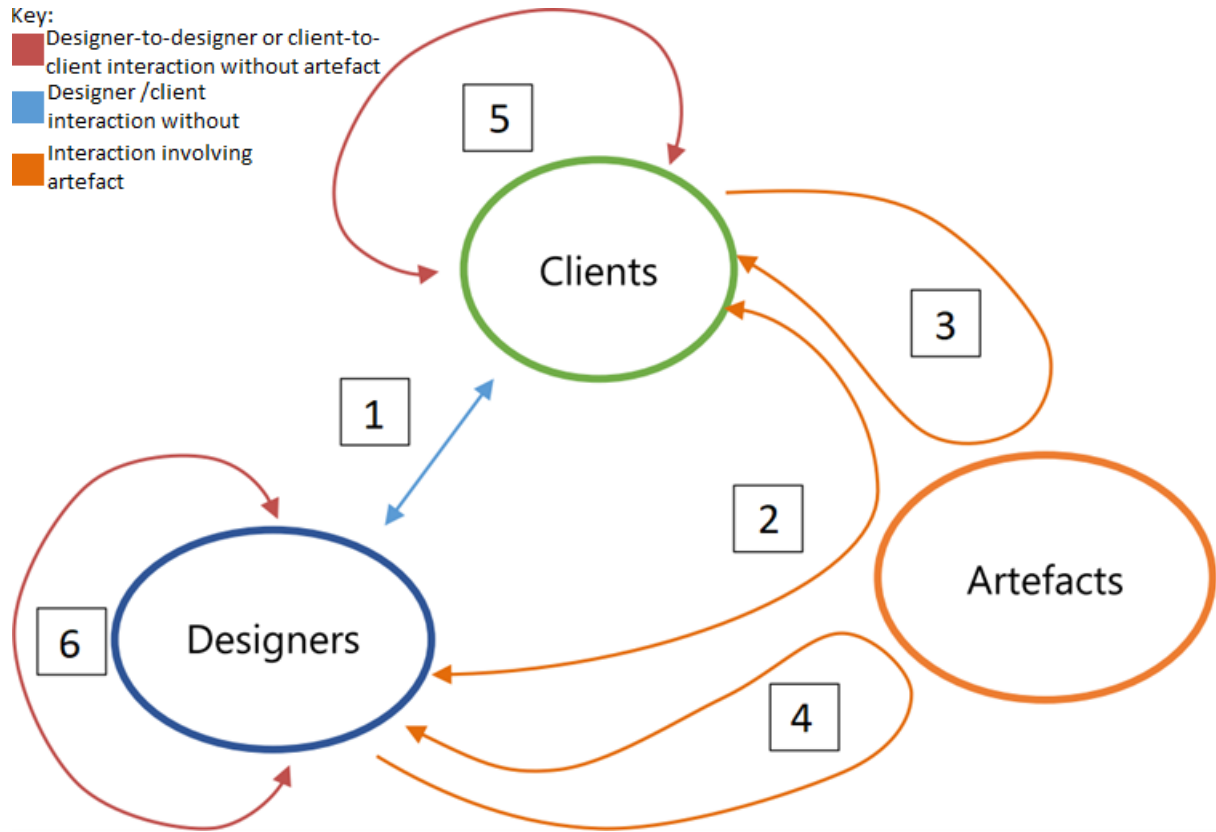 Key:
Designer-to-designer or client-to-
client interaction without artefact
Designer /client
interaction without
Interaction involving
artefact
5
Clients
3
1
2
Artefacts
6
Designers
4